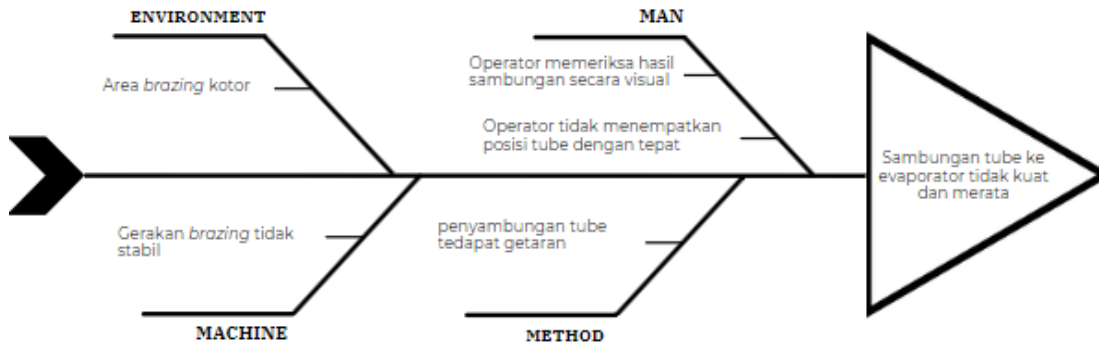 ENVIRONMENT
MAN
Area brazing kotor
Operator memeriksa hasil
sambungan secara visual
Operator tidak menempatkan
posisi tube dengan tepat
Sambungan tube ke
evaporator tidak kuat
dan merata
Gerakan brazing tidak
stabil
penyambungan tube
tedapat getaran
MACHINE
METHOD